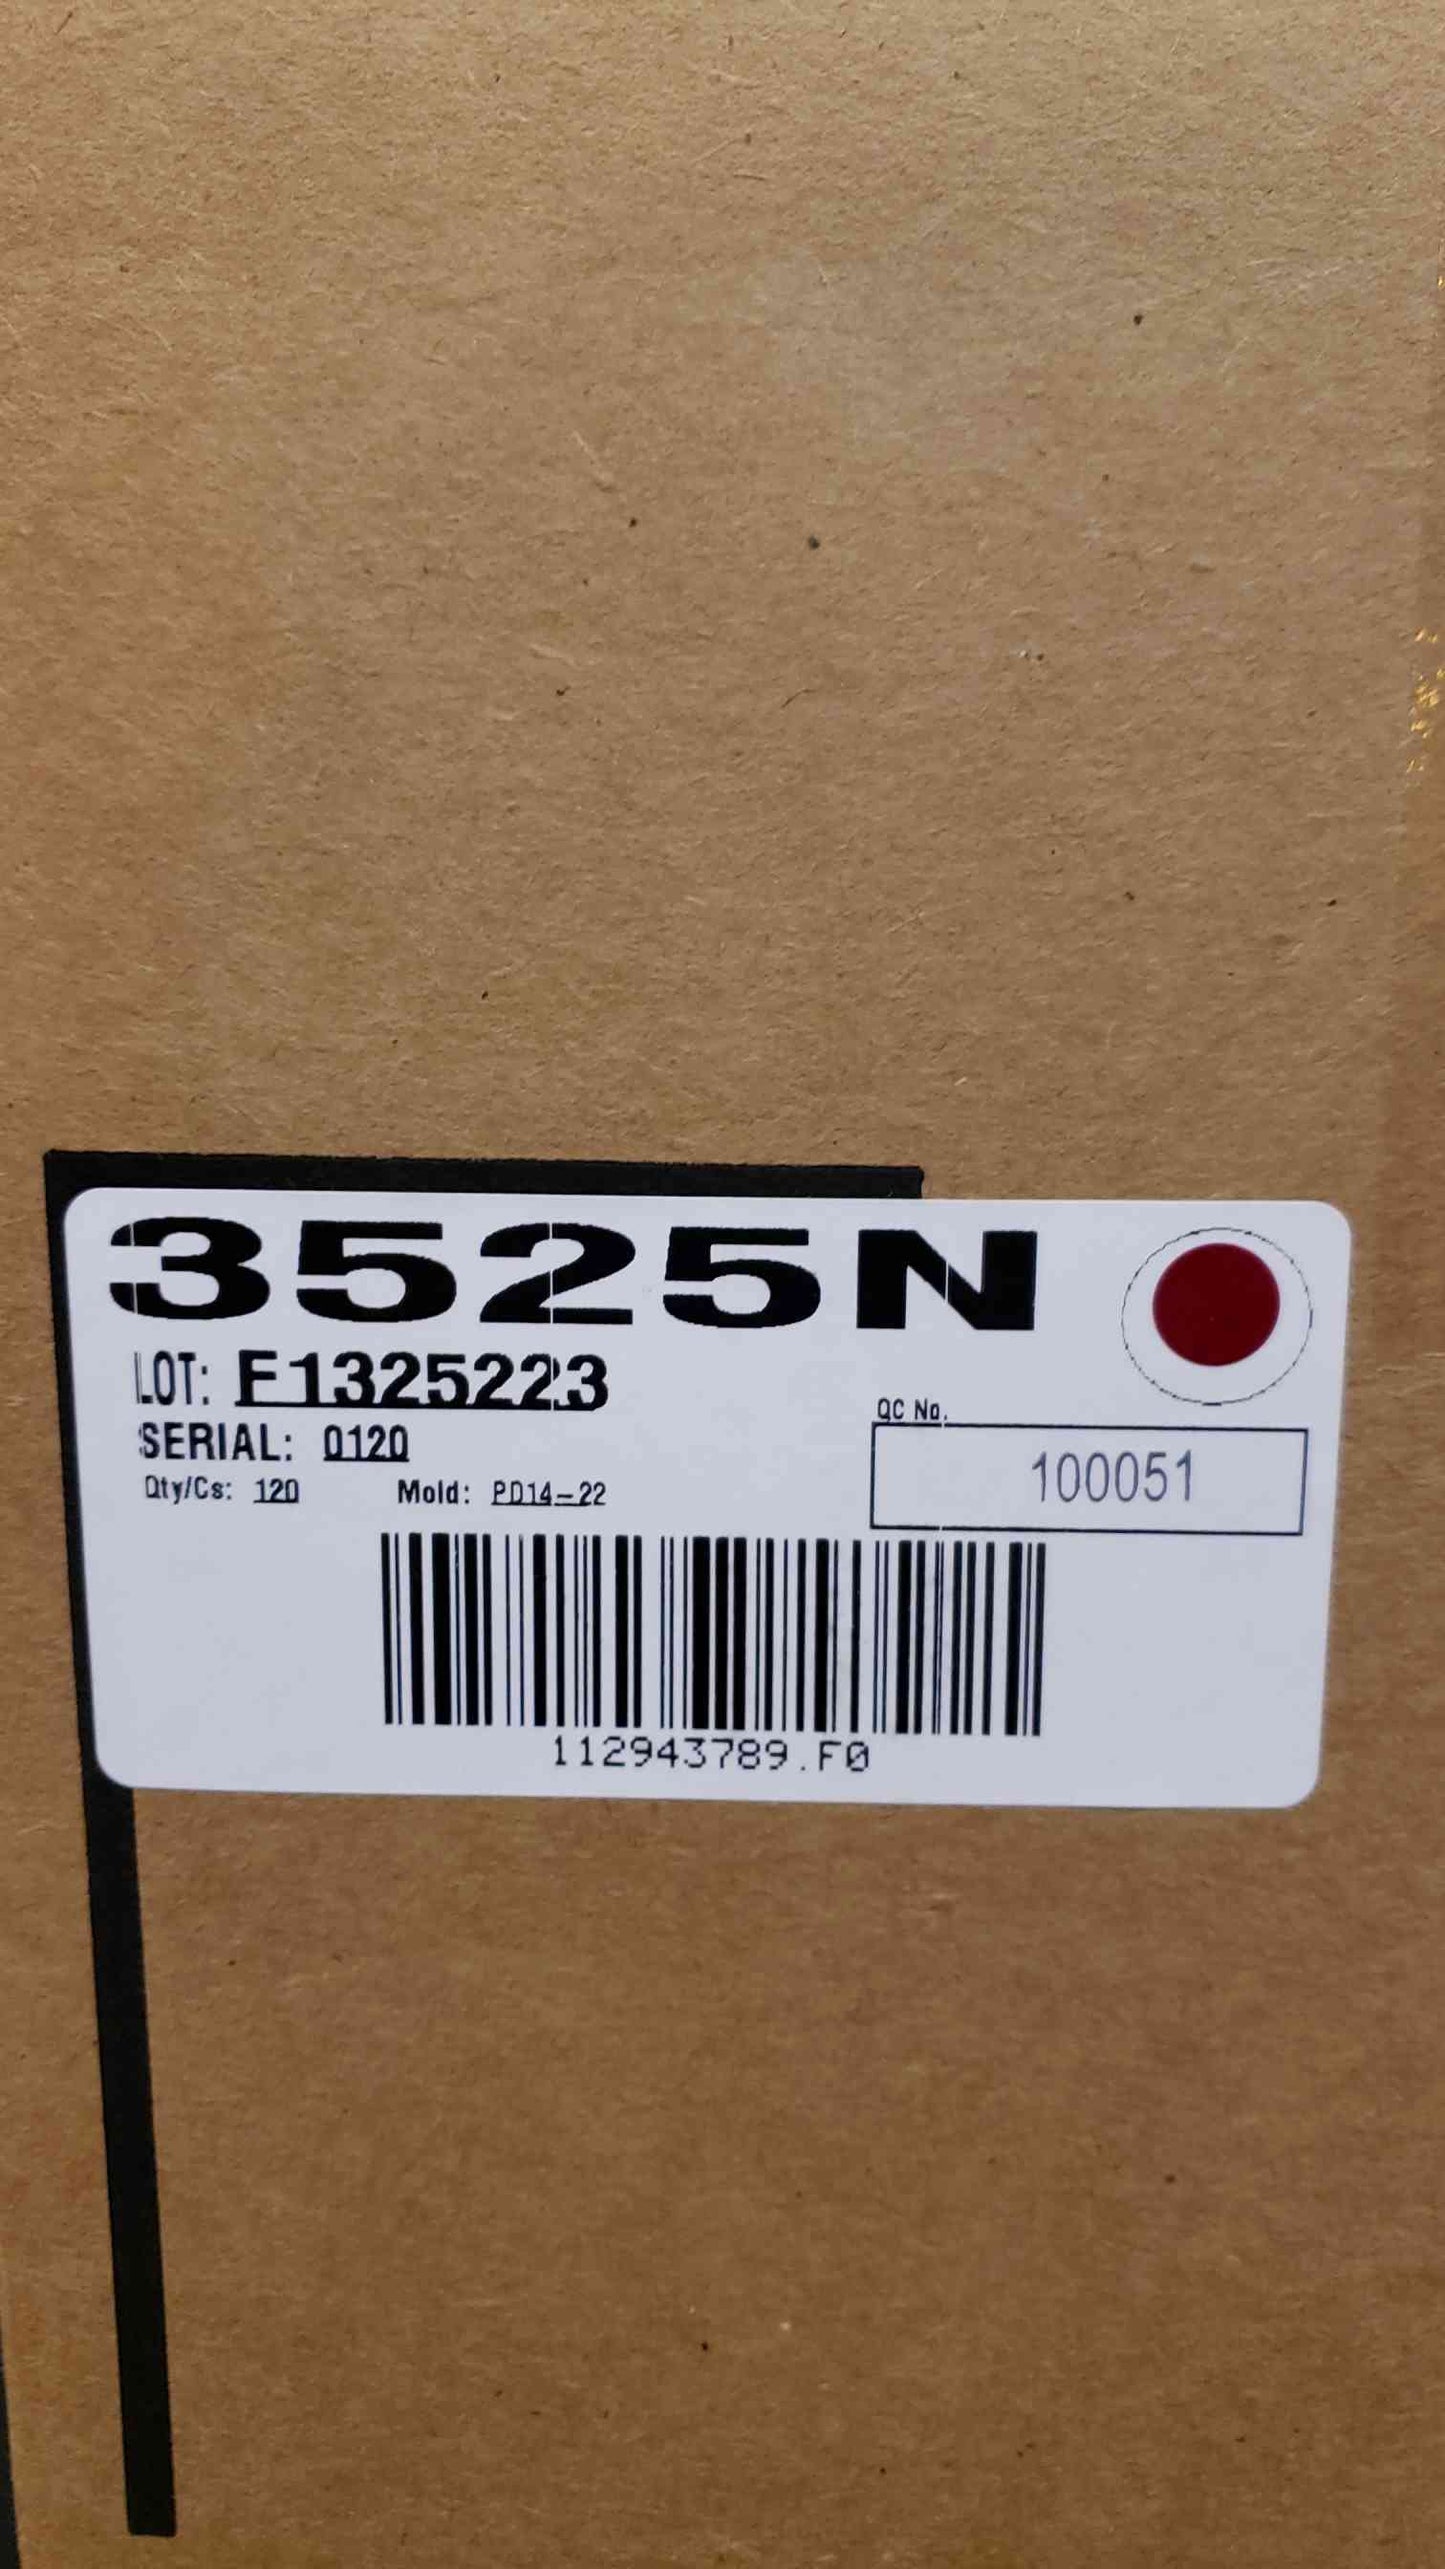 3525N
LOT: F1325223
SERIAL: 0120
Qty/Cs: 120 Mold: PD14-22
QC No.
100051
112943789.F0